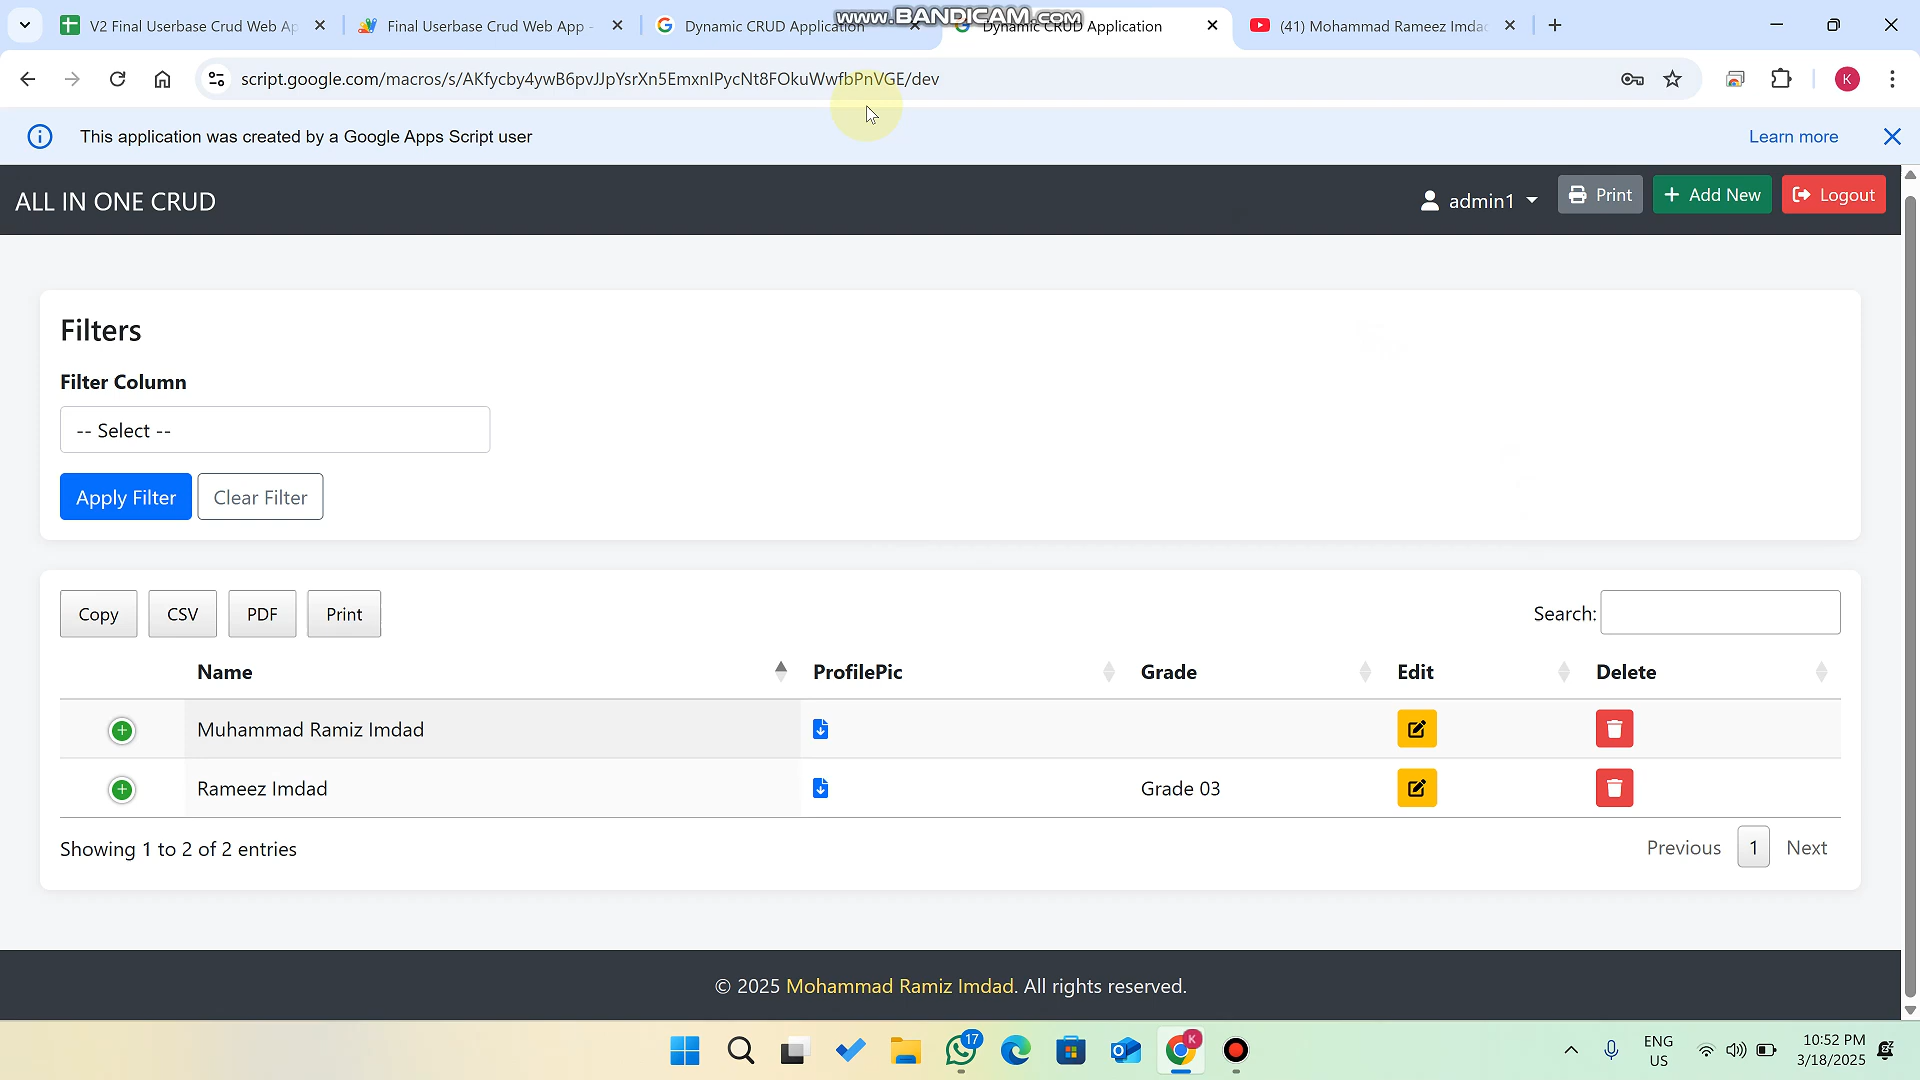 V2 Final Userbase Crud Web Ap
Final Userbase Crud Web App -
Dynamic CRUD Application
Dynamic CRUD Application
(41) Mohammad Rameez Imdad
www.BANDICAM.com
script.google.com/macros/s/AKfycby4ywB6pvJJpYsrXn5EmxnIPycNt8FOkuWwfbPnVGE/dev
K
This application was created by a Google Apps Script user
Learn more
ALL IN ONE CRUD
admin1
Print
Add New
Logout
Filters
Filter Column
-- Select --
Apply Filter
Clear Filter
Copy
CSV
PDF
Print
Search:
Name
ProfilePic
Grade
Edit
Delete
Muhammad Ramiz Imdad
Rameez Imdad
Grade 03
Showing 1 to 2 of 2 entries
Previous
1
Next
© 2025 Mohammad Ramiz Imdad. All rights reserved.
17
K
ENG
US
10:52 PM
3/18/2025